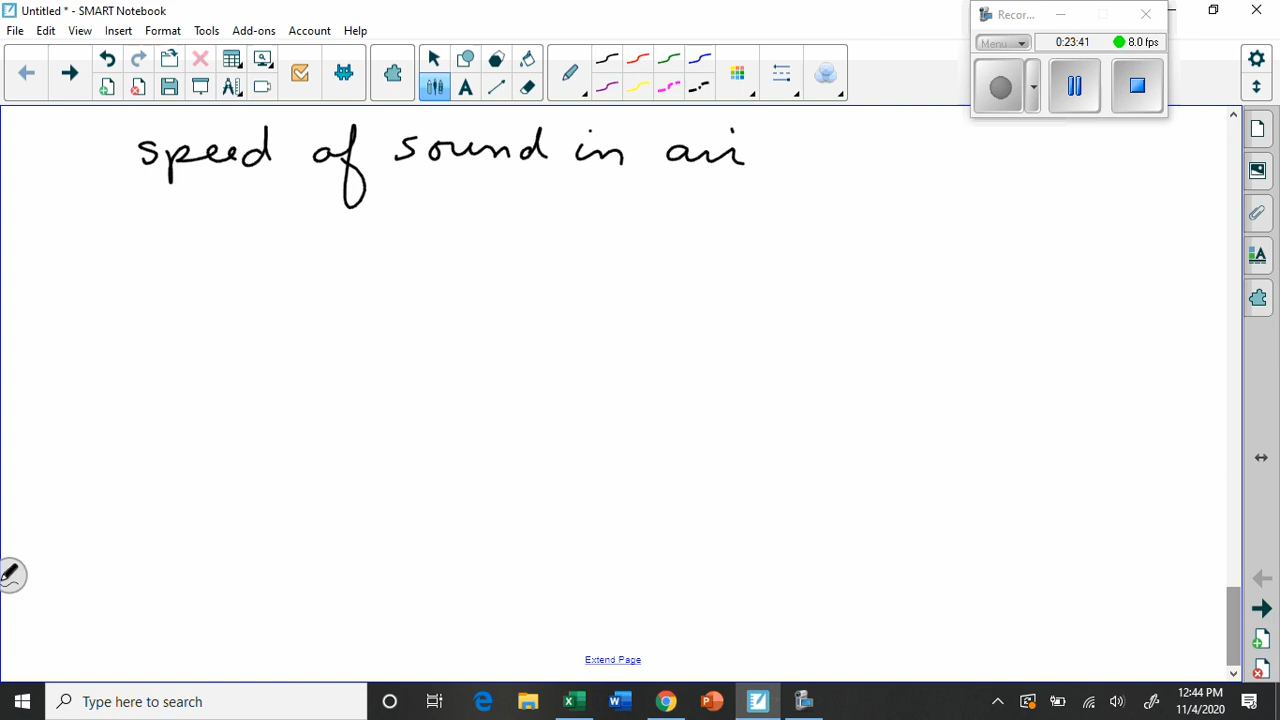 Untitled * - SMART Notebook
File Edit View Insert Format Tools Add-ons Account Help
Recor...
Menu
0:23:41 8.0 fps
speed of sound in air
Extend Page
Type here to search
12:44 PM
11/4/2020